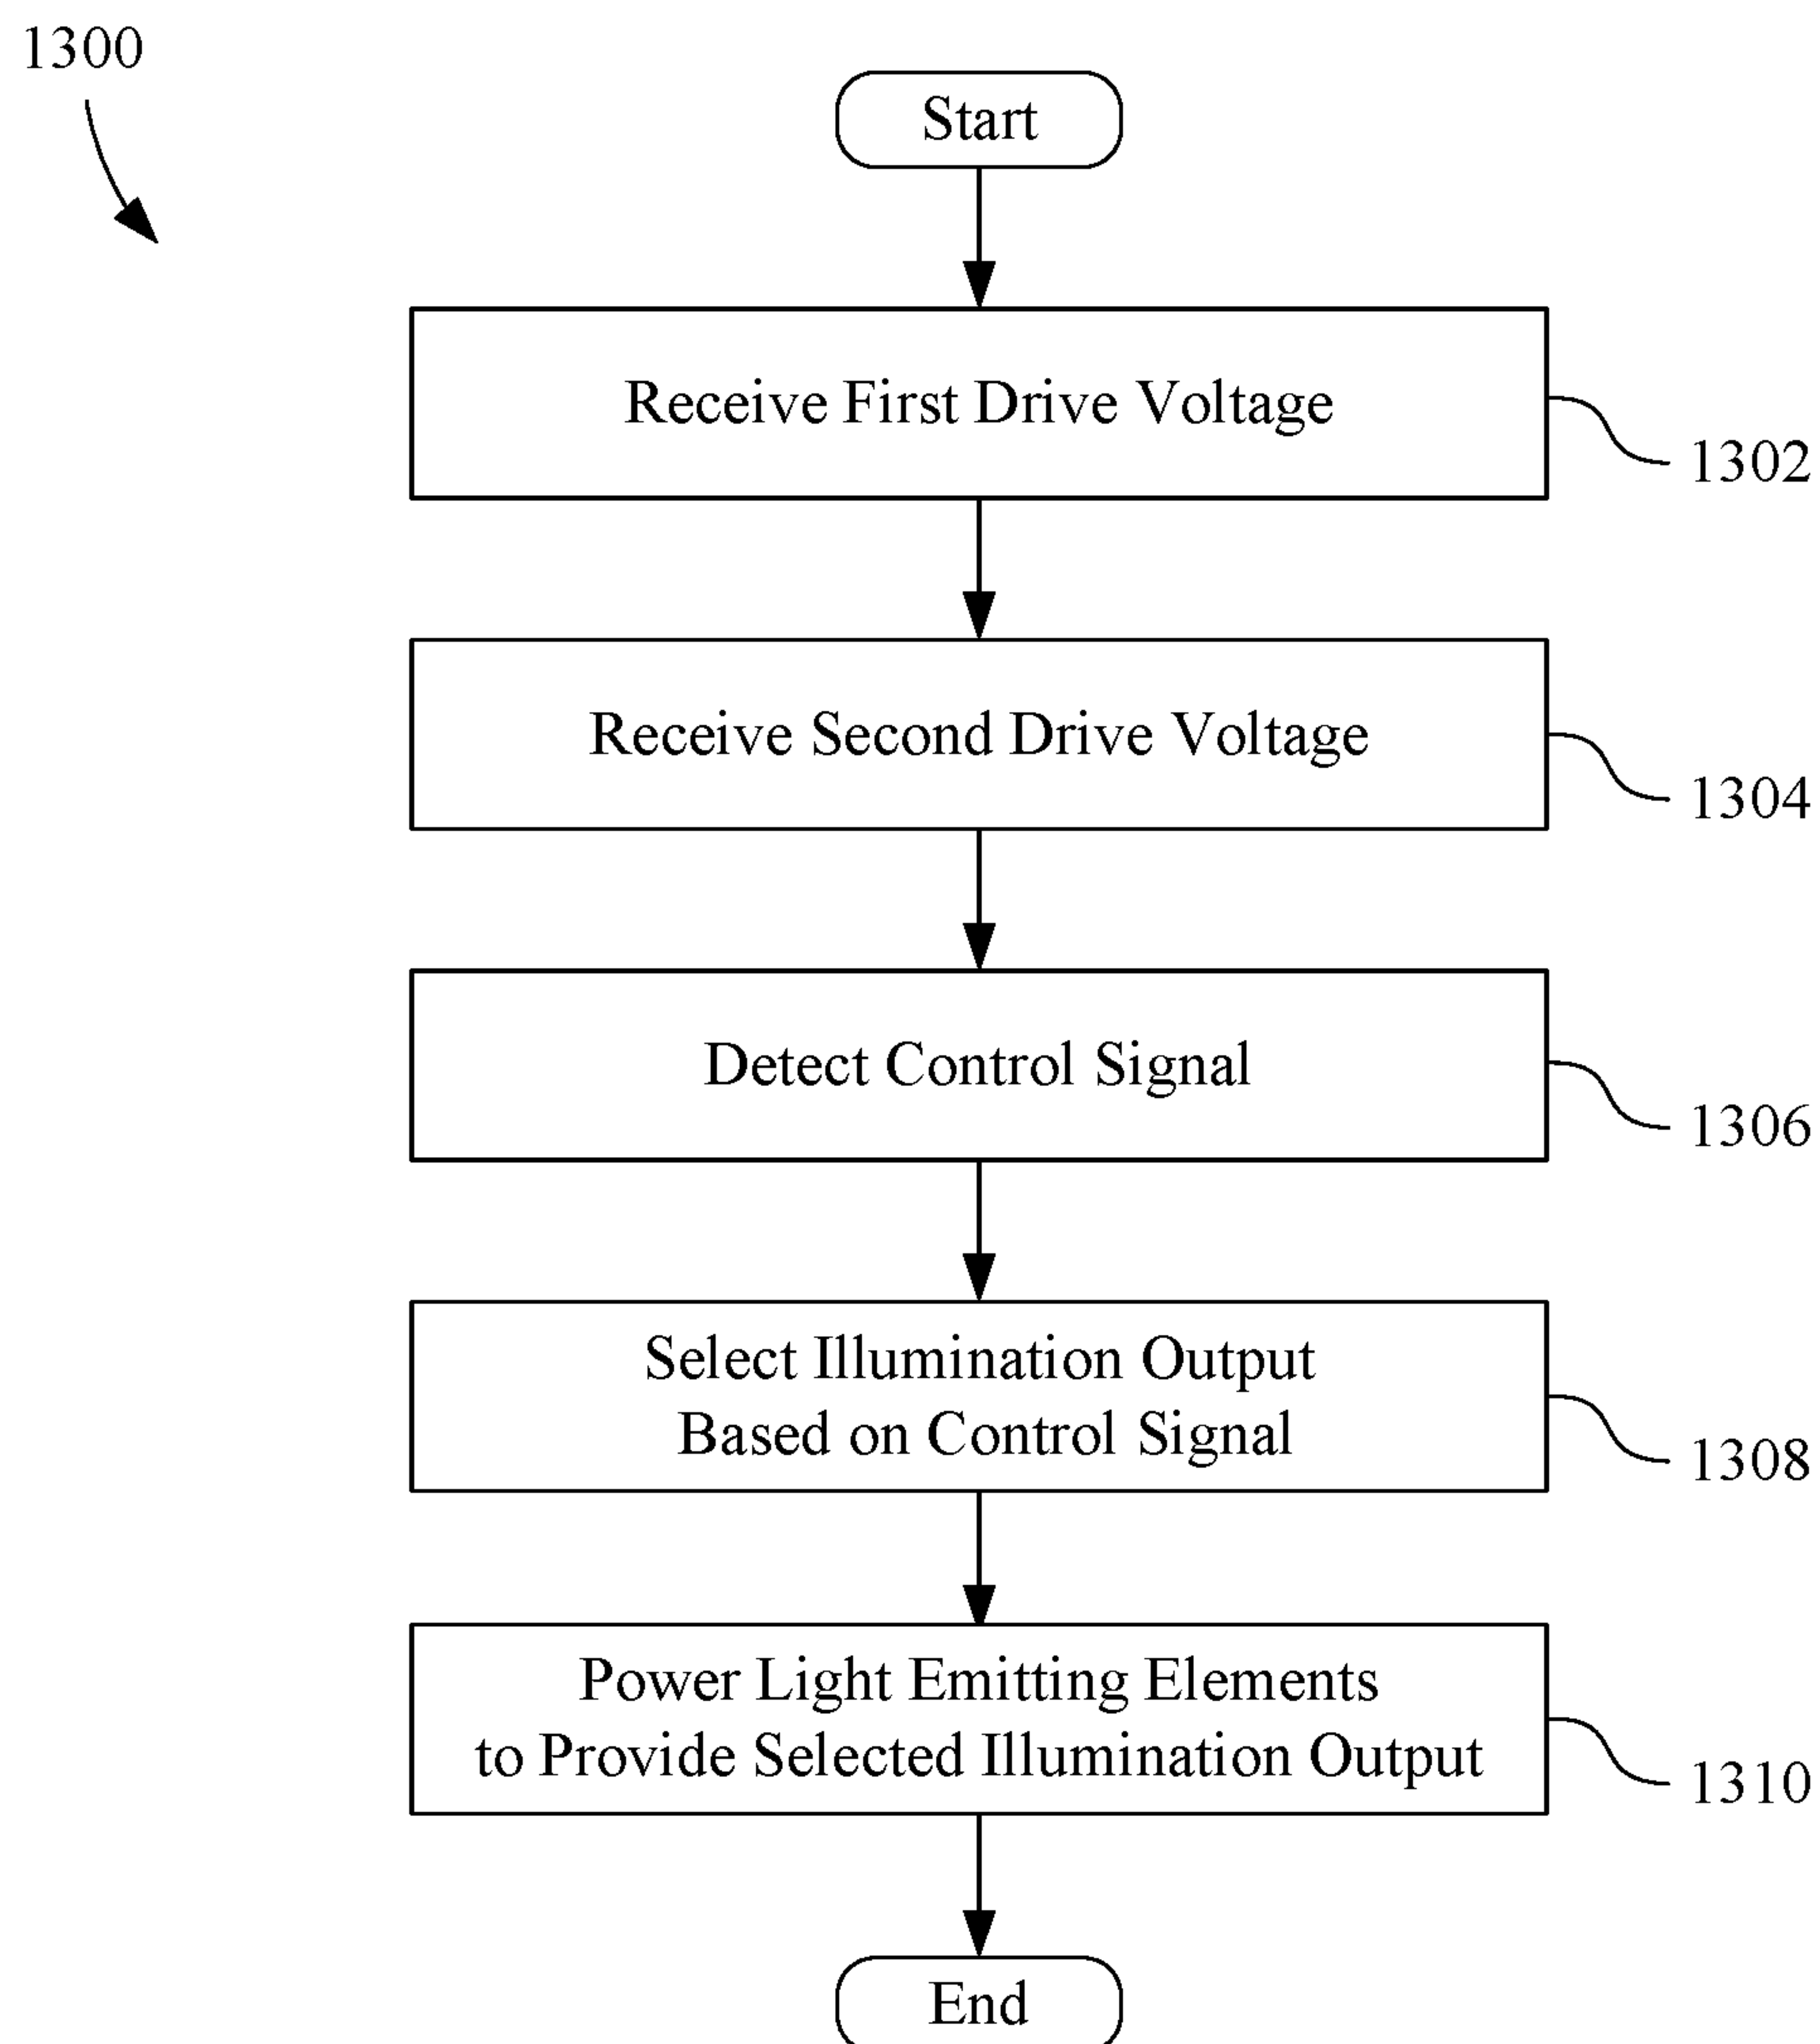 1300
Start
Receive First Drive Voltage
1302
Receive Second Drive Voltage
1304
Detect Control Signal
1306
Select Illumination Output
Based on Control Signal
1308
Power Light Emitting Elements
to Provide Selected Illumination Output
1310
End